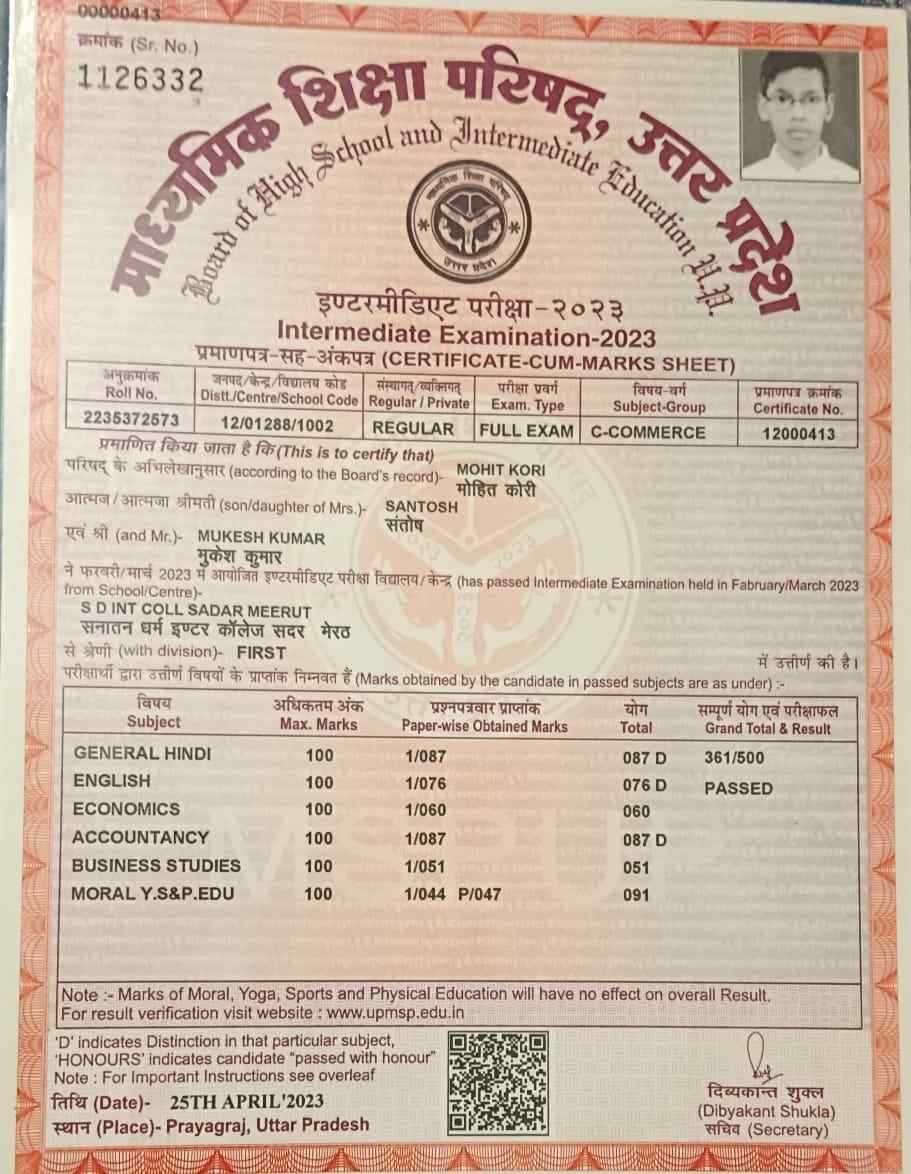 00000413
क्रमांक (Sr. No.)
1126332
माध्यमिक शिक्षा परिषद्, उत्तर प्रदेश
Board of High School and Intermediate Education U.P.
माध्यमिक शिक्षा परिषद्
उत्तर प्रदेश
इण्टरमीडिएट परीक्षा-२०२३
Intermediate Examination-2023
प्रमाणपत्र-सह-अंकपत्र (CERTIFICATE-CUM-MARKS SHEET)
अनुक्रमांक जनपद/केन्द्र/विद्यालय कोड संस्थागत/व्यक्तिगत परीक्षा प्रवर्ग विषय-वर्ग प्रमाणपत्र क्रमांक
Roll No. Distt./Centre/School Code Regular / Private Exam. Type Subject-Group Certificate No.
2235372573 12/01288/1002 REGULAR FULL EXAM C-COMMERCE 12000413
प्रमाणित किया जाता है कि (This is to certify that)
परिषद के अभिलेखानुसार (according to the Board's record)- MOHIT KORI
मोहित कोरी
आत्मज/आत्मजा श्रीमती (son/daughter of Mrs.)- SANTOSH
संतोष
एवं श्री (and Mr.)- MUKESH KUMAR
मुकेश कुमार
ने फरवरी/मार्च 2023 में आयोजित इण्टरमीडिएट परीक्षा विद्यालय/केन्द्र (has passed Intermediate Examination held in Fabruary/March 2023
from School/Centre)-
S D INT COLL SADAR MEERUT
सनातन धर्म इण्टर कॉलेज सदर मेरठ
से श्रेणी (with division)- FIRST में उत्तीर्ण की है।
परीक्षार्थी द्वारा उत्तीर्ण विषयों के प्राप्तांक निम्नवत हैं (Marks obtained by the candidate in passed subjects are as under) :-
विषय अधिकतम अंक प्रश्नपत्रवार प्राप्तांक योग सम्पूर्ण योग एवं परीक्षाफल
Subject Max. Marks Paper-wise Obtained Marks Total Grand Total & Result
GENERAL HINDI 100 1/087 087 D 361/500
ENGLISH 100 1/076 076 D PASSED
ECONOMICS 100 1/060 060
ACCOUNTANCY 100 1/087 087 D
BUSINESS STUDIES 100 1/051 051
MORAL Y.S&P.EDU 100 1/044 P/047 091
Note :- Marks of Moral, Yoga, Sports and Physical Education will have no effect on overall Result.
For result verification visit website : www.upmsp.edu.in
'D' indicates Distinction in that particular subject,
'HONOURS' indicates candidate "passed with honour"
Note : For Important Instructions see overleaf
तिथि (Date)- 25TH APRIL'2023
स्थान (Place)- Prayagraj, Uttar Pradesh
दिव्यकान्त शुक्ल
(Dibyakant Shukla)
सचिव (Secretary)